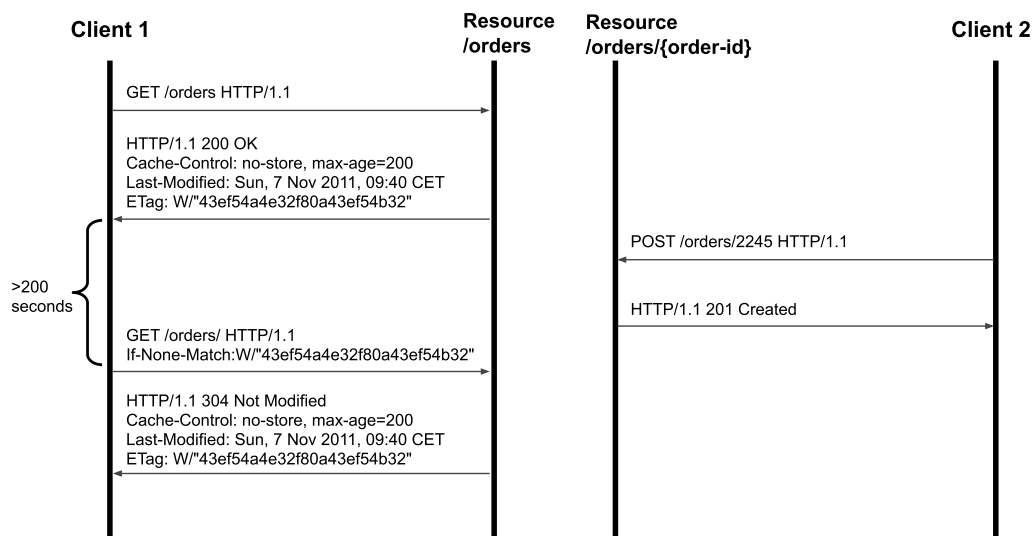 Client 1
Resource
/orders
Resource
/orders/{order-id}
Client 2
GET /orders HTTP/1.1
HTTP/1.1 200 OK
Cache-Control: no-store, max-age=200
Last-Modified: Sun, 7 Nov 2011, 09:40 CET
ETag: W/"43ef54a4e32f80a43ef54b32"
POST /orders/2245 HTTP/1.1
>200
seconds
HTTP/1.1 201 Created
GET /orders/ HTTP/1.1
If-None-Match:W/"43ef54a4e32f80a43ef54b32"
HTTP/1.1 304 Not Modified
Cache-Control: no-store, max-age=200
Last-Modified: Sun, 7 Nov 2011, 09:40 CET
ETag: W/"43ef54a4e32f80a43ef54b32"